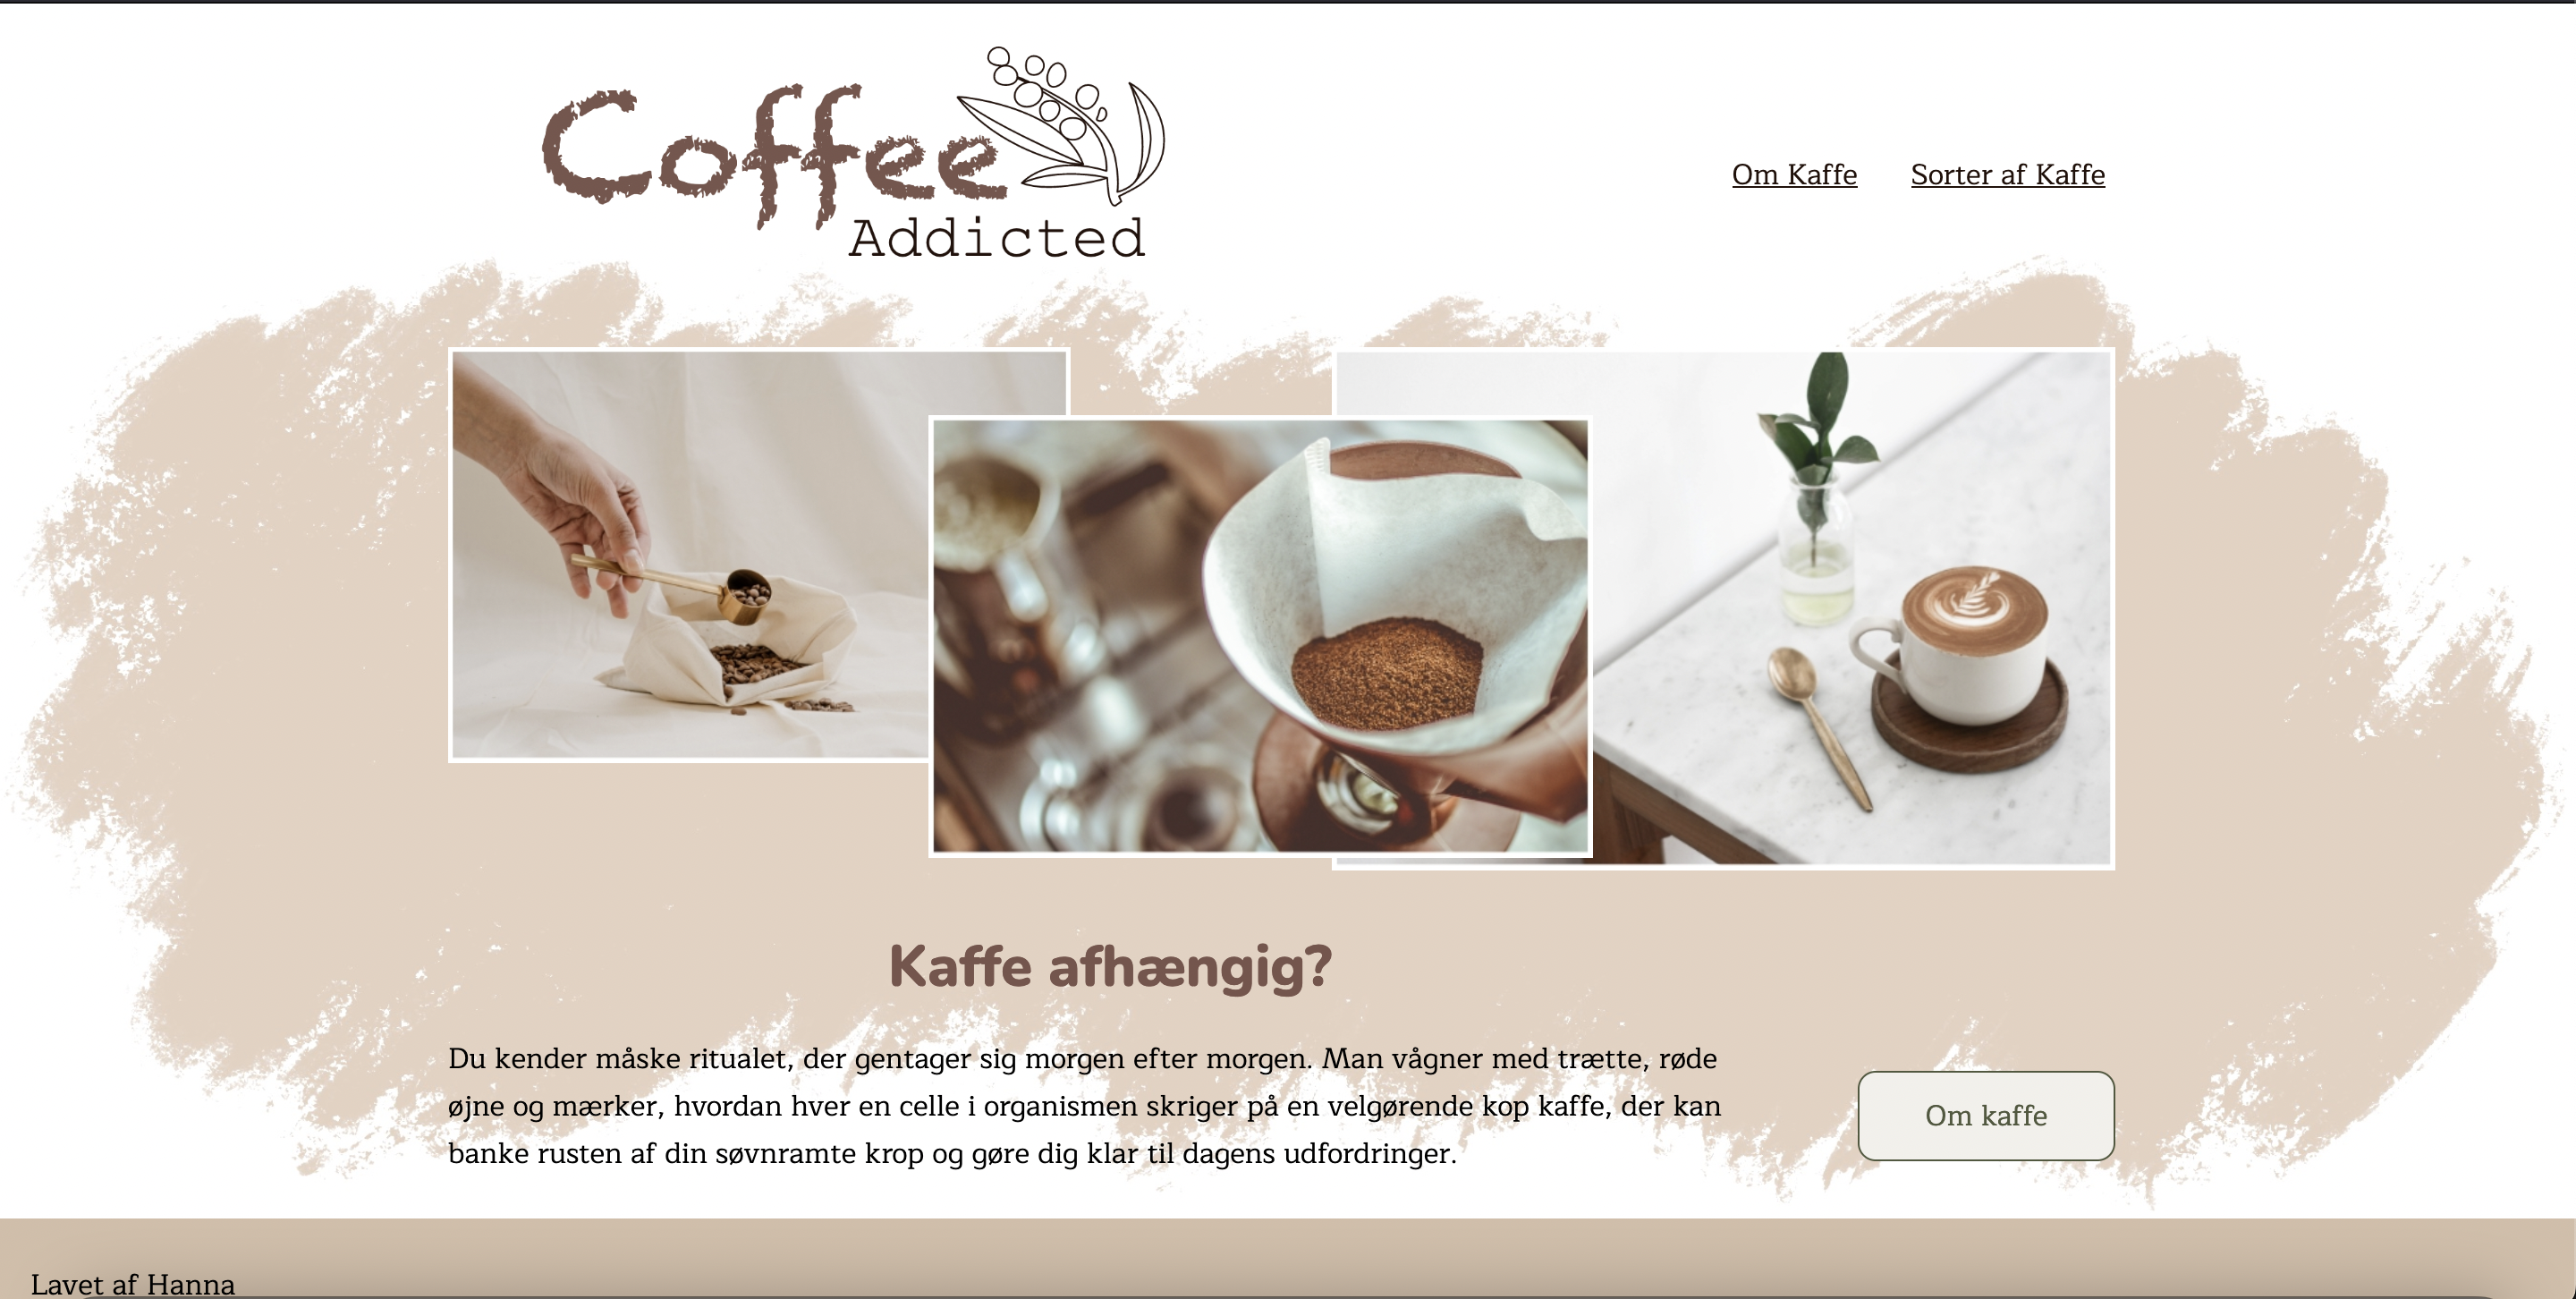 Coffee
Addicted
Om Kaffe
Sorter af Kaffe
Kaffe afhængig?
Du kender måske ritualet, der gentager sig morgen efter morgen. Man vågner med trætte, røde
øjne og mærker, hvordan hver en celle i organismen skriger på en velgørende kop kaffe, der kan
banke rusten af din søvnramte krop og gøre dig klar til dagens udfordringer.
Om kaffe
Lavet af Hanna